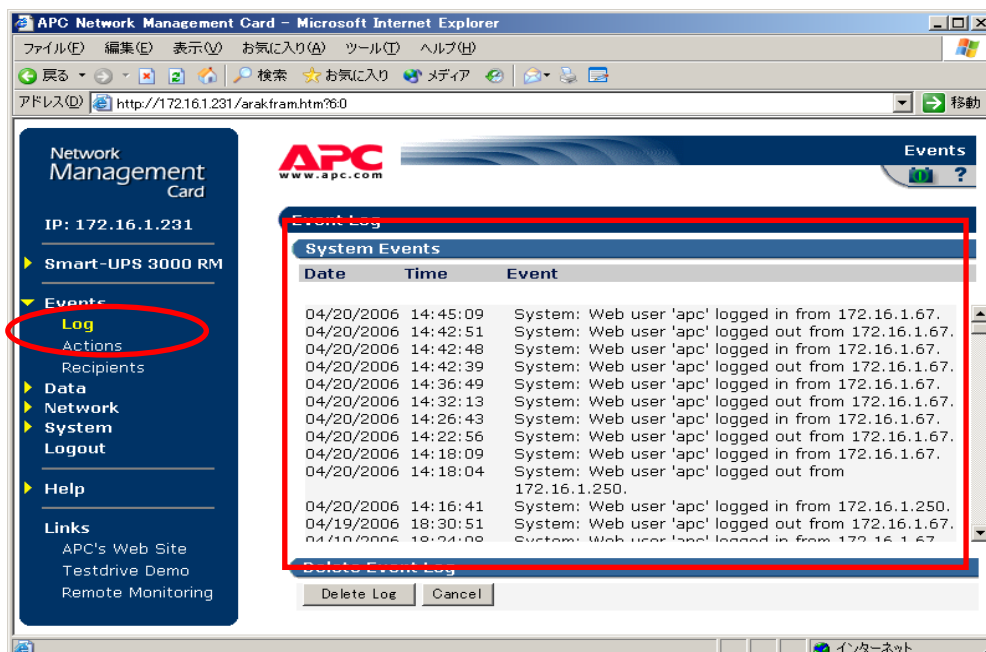 APC Network Management Card - Microsoft Internet Explorer
ファイル(F) 編集(E) 表示(V) お気に入り(A) ツール(T) ヘルプ(H)
戻る 検索 お気に入り メディア
アドレス(D) http://172.16.1.231/arakfram.htm?6:0 移動
Network
Management
Card
IP: 172.16.1.231
Smart-UPS 3000 RM
Events
Log
Actions
Recipients
Data
Network
System
Logout
Help
Links
APC's Web Site
Testdrive Demo
Remote Monitoring
APC
www.apc.com
Events
?
Event Log
System Events
Date Time Event
04/20/2006 14:45:09 System: Web user 'apc' logged in from 172.16.1.67.
04/20/2006 14:42:51 System: Web user 'apc' logged out from 172.16.1.67.
04/20/2006 14:42:48 System: Web user 'apc' logged in from 172.16.1.67.
04/20/2006 14:42:39 System: Web user 'apc' logged out from 172.16.1.67.
04/20/2006 14:36:49 System: Web user 'apc' logged in from 172.16.1.67.
04/20/2006 14:32:13 System: Web user 'apc' logged out from 172.16.1.67.
04/20/2006 14:26:43 System: Web user 'apc' logged in from 172.16.1.67.
04/20/2006 14:22:56 System: Web user 'apc' logged out from 172.16.1.67.
04/20/2006 14:18:09 System: Web user 'apc' logged in from 172.16.1.67.
04/20/2006 14:18:04 System: Web user 'apc' logged out from
172.16.1.250.
04/20/2006 14:16:41 System: Web user 'apc' logged in from 172.16.1.250.
04/19/2006 18:30:51 System: Web user 'apc' logged out from 172.16.1.67.
System: Web user 'apc' logged in from 172.16.1.67.
Delete Event Log
Delete Log Cancel
インターネット